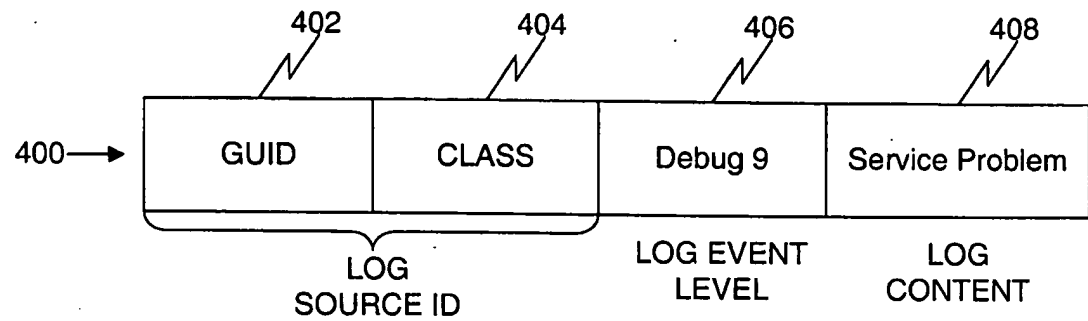 402 404 406 408
400 GUID CLASS Debug 9 Service Problem
LOG
SOURCE ID
LOG EVENT
LEVEL
LOG
CONTENT